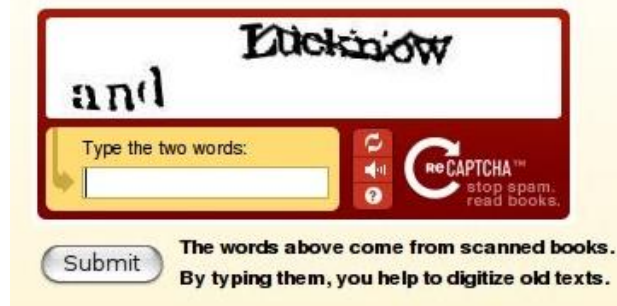 and Lucknow
Type the two words:
reCAPTCHA™
stop spam.
read books.
Submit
The words above come from scanned books.
By typing them, you help to digitize old texts.